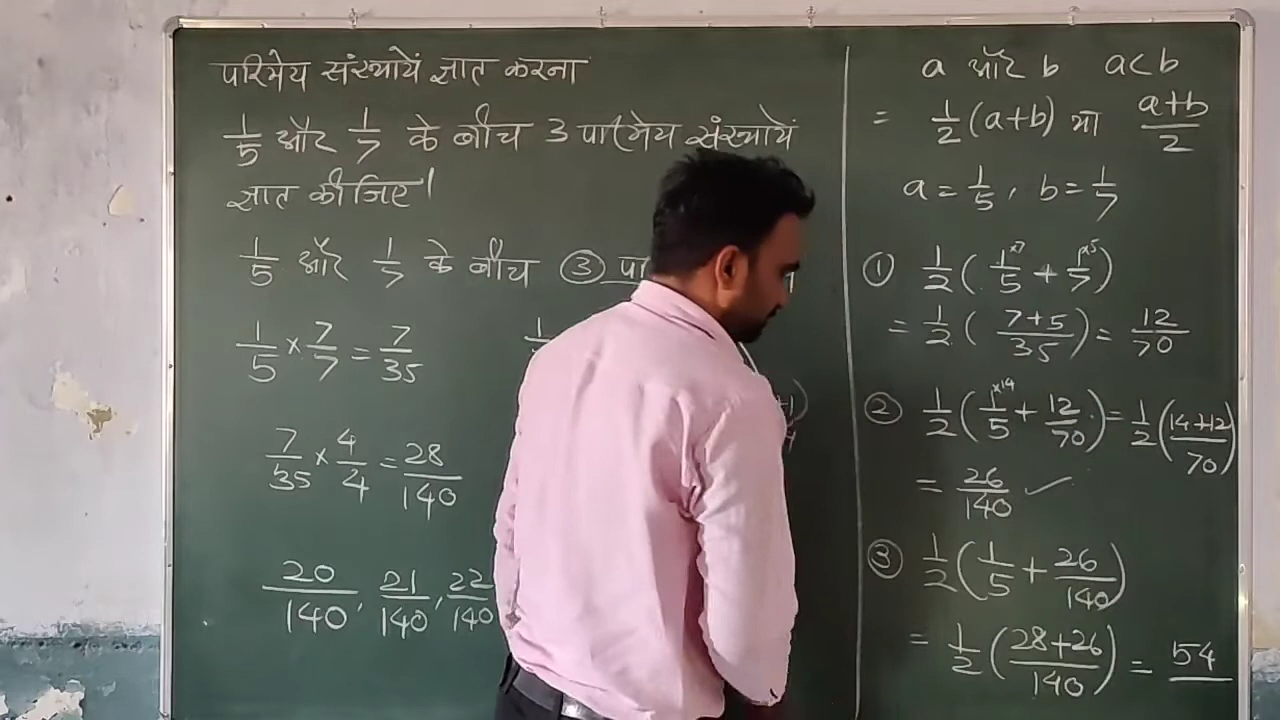 परिमेय संख्यायें ज्ञात करना
1/5 और 1/7 के बीच 3 परिमेय संख्यायें
ज्ञात कीजिए।
1/5 और 1/7 के बीच ③
1/5 × 7/7 = 7/35
7/35 × 4/4 = 28/140
20/140, 21/140, 22/140
a और b a<b
= 1/2 (a+b) या a+b/2
a = 1/5, b = 1/7
① 1/2 ( 1/5 ×7 + 1/7 ×5 )
= 1/2 ( 7+5/35 ) = 12/70
② 1/2 ( 1/5 ×14 + 12/70 ) = 1/2 ( 14+12/70 )
= 26/140 ✓
③ 1/2 ( 1/5 + 26/140 )
= 1/2 ( 28+26/140 ) = 54